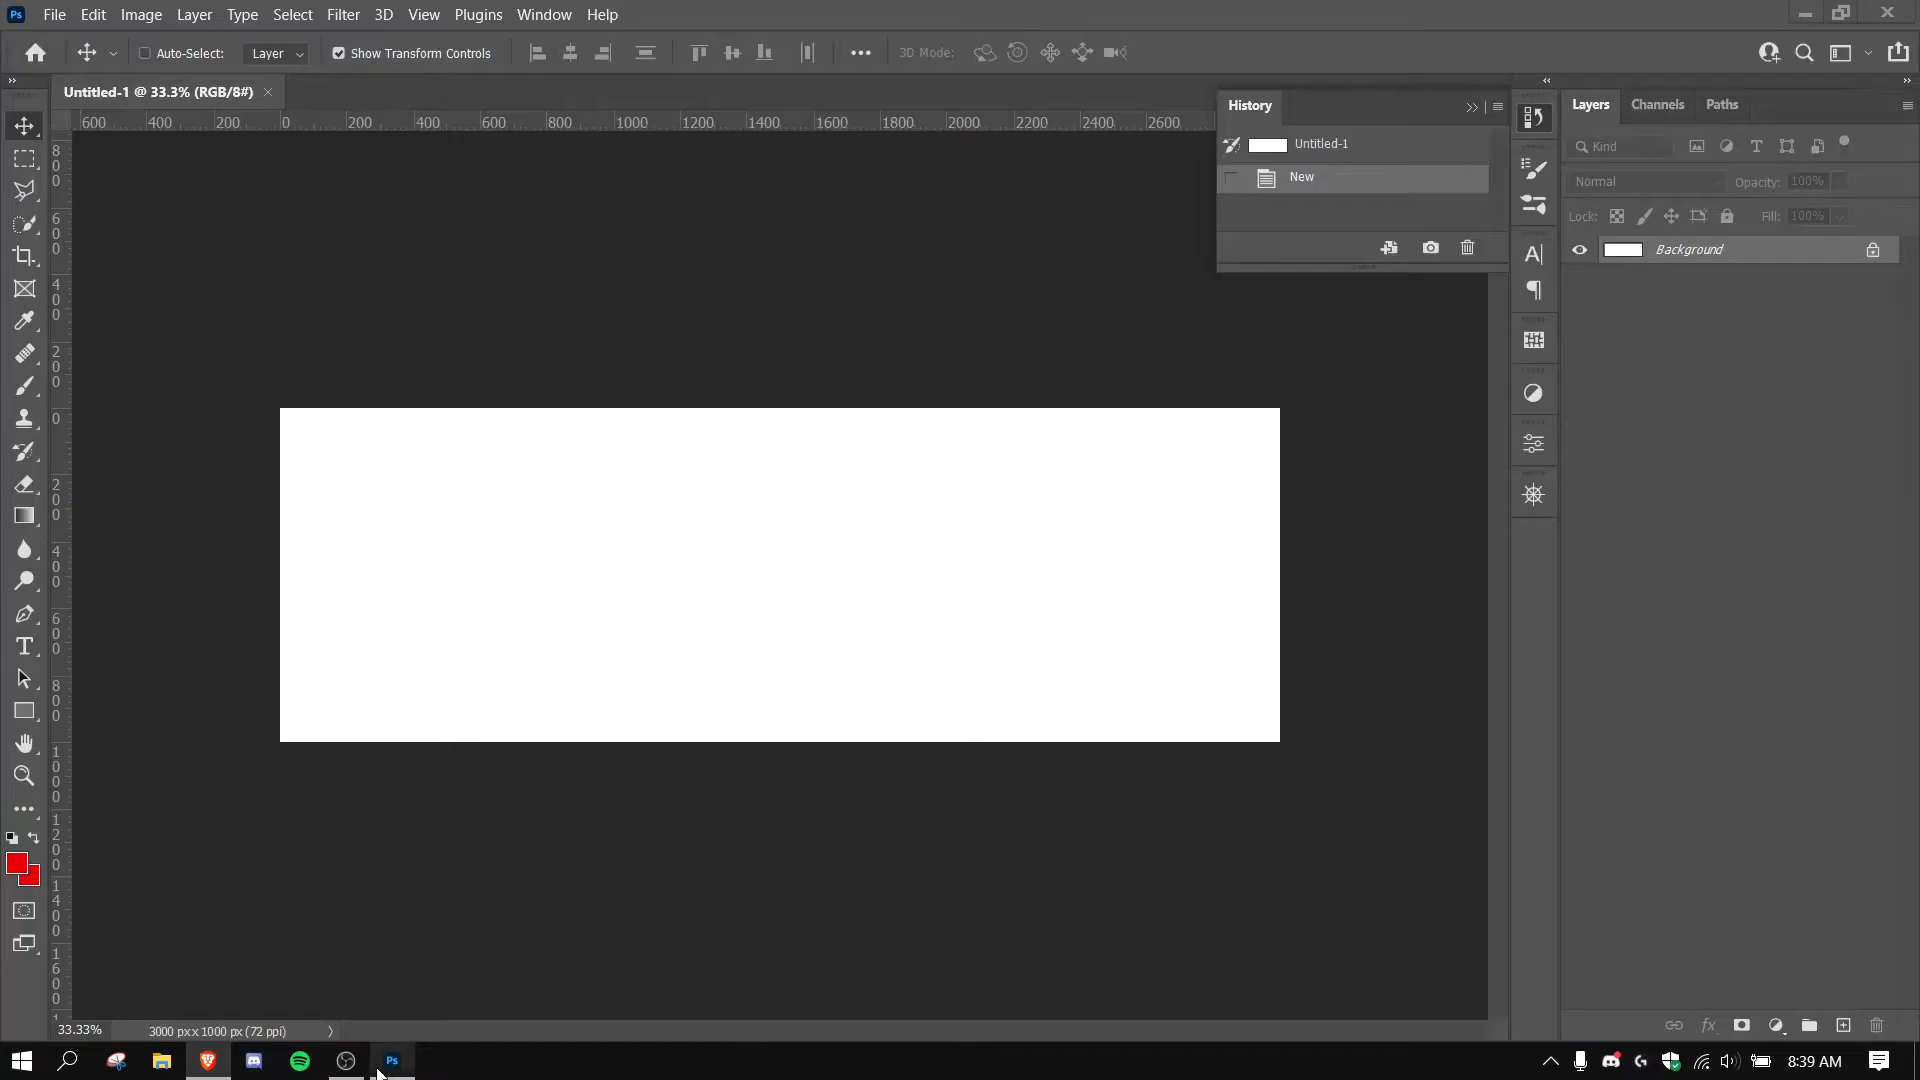 Ps File Edit Image Layer Type Select Filter 3D View Plugins Window Help
Auto-Select: Layer Show Transform Controls 3D Mode:
Untitled-1 @ 33.3% (RGB/8#)
600 400 200 0 200 400 600 800 1000 1200 1400 1600 1800 2000 2200 2400 2600
History
Untitled-1
New
Layers Channels Paths
Kind
Normal Opacity: 100%
Lock: Fill: 100%
Background
800
600
400
200
0
200
400
600
800
1000
1200
1400
1600
33.33% 3000 px x 1000 px (72 ppi)
Ps 8:39 AM